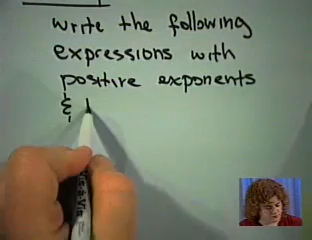 write the following
expressions with
positive exponents
&